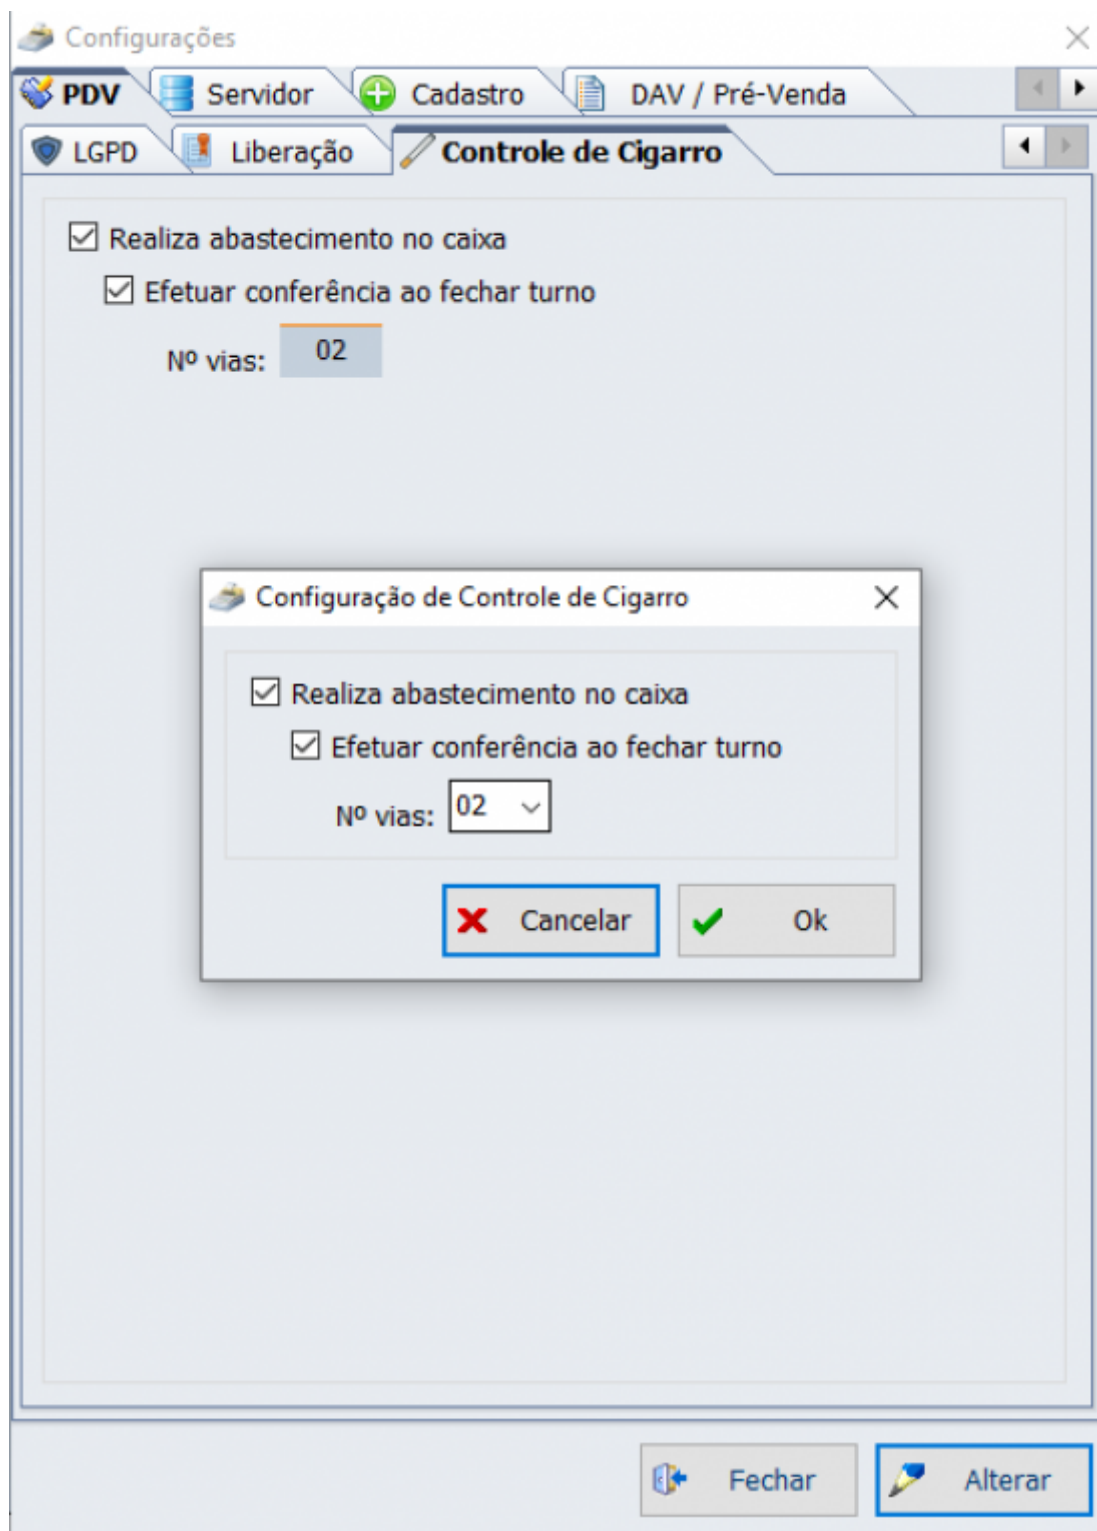 Configurações
PDV Servidor Cadastro DAV / Pré-Venda
LGPD Liberação Controle de Cigarro
Realiza abastecimento no caixa
Efetuar conferência ao fechar turno
Nº vias: 02
Configuração de Controle de Cigarro
Realiza abastecimento no caixa
Efetuar conferência ao fechar turno
Nº vias: 02
Cancelar Ok
Fechar Alterar